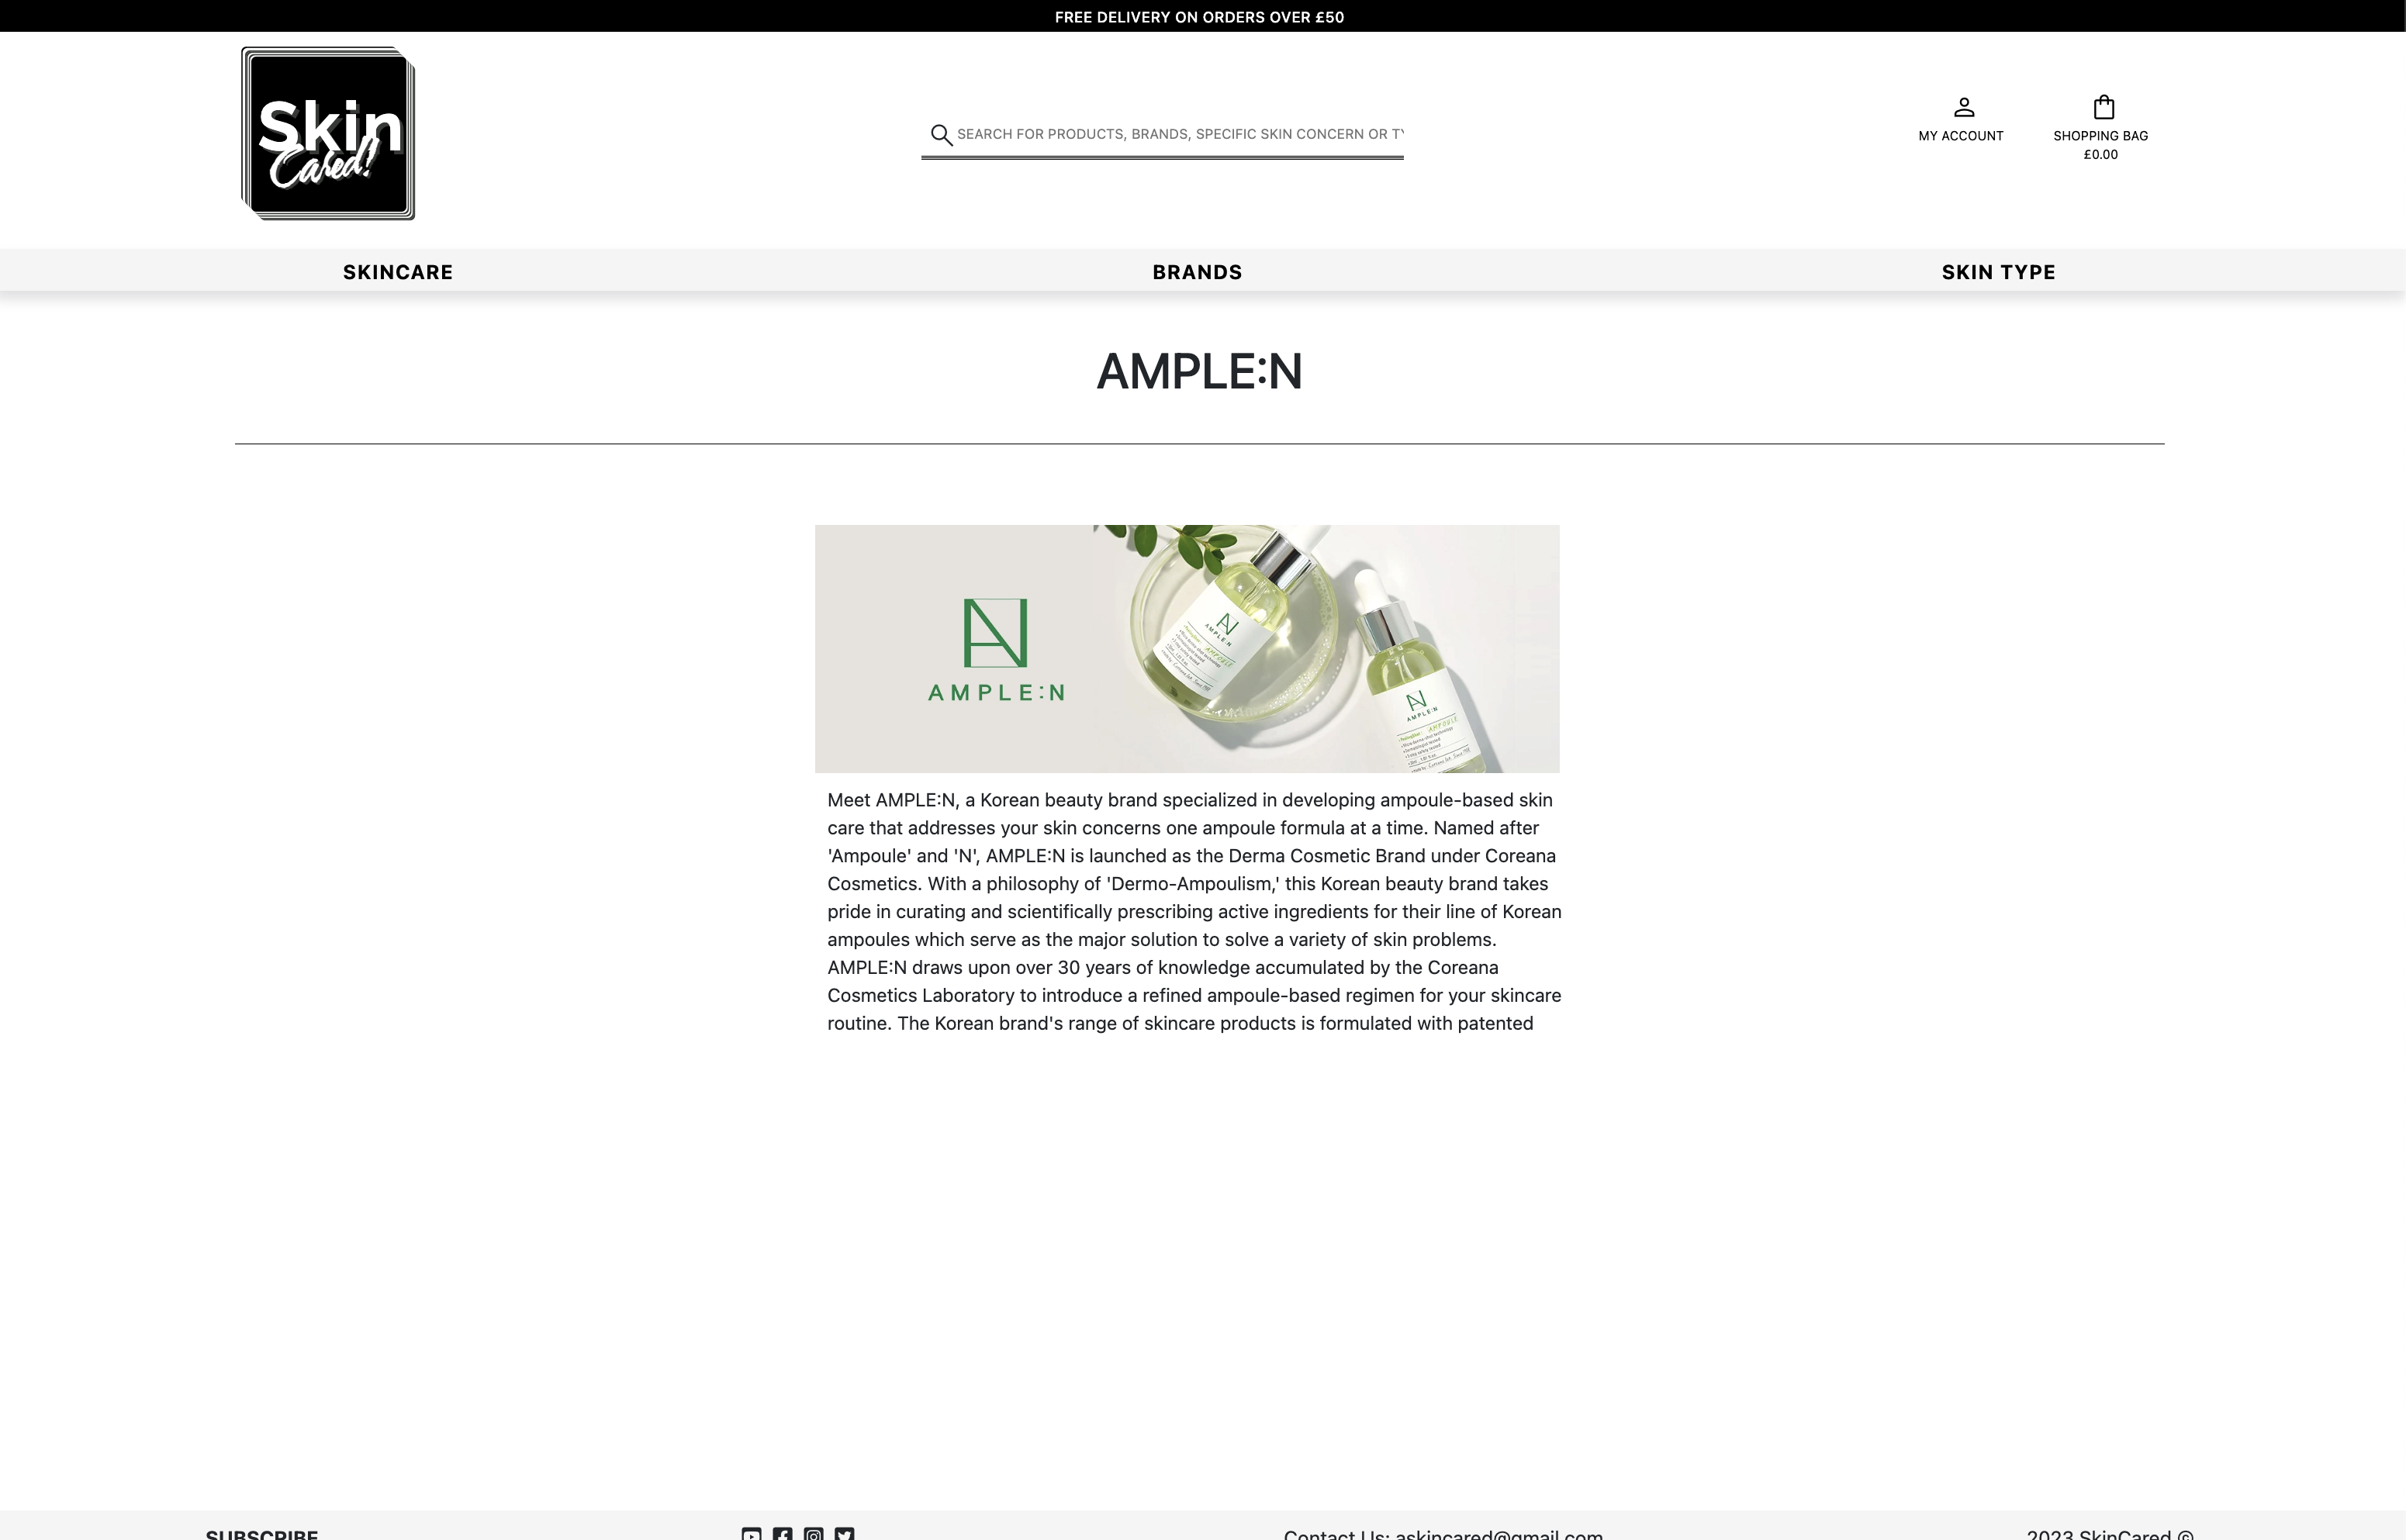 FREE DELIVERY ON ORDERS OVER £50
Skin
Cared!
SEARCH FOR PRODUCTS, BRANDS, SPECIFIC SKIN CONCERN OR TY
MY ACCOUNT
SHOPPING BAG
£0.00
SKINCARE
BRANDS
SKIN TYPE
AMPLE:N
AMPLE:N
AMPLE:N
AMPOULE
AMPLE:N
AMPOULE
Meet AMPLE:N, a Korean beauty brand specialized in developing ampoule-based skin
care that addresses your skin concerns one ampoule formula at a time. Named after
'Ampoule' and 'N', AMPLE:N is launched as the Derma Cosmetic Brand under Coreana
Cosmetics. With a philosophy of 'Dermo-Ampoulism,' this Korean beauty brand takes
pride in curating and scientifically prescribing active ingredients for their line of Korean
ampoules which serve as the major solution to solve a variety of skin problems.
AMPLE:N draws upon over 30 years of knowledge accumulated by the Coreana
Cosmetics Laboratory to introduce a refined ampoule-based regimen for your skincare
routine. The Korean brand's range of skincare products is formulated with patented
SUBSCRIBE
Contact Us: askincared@gmail.com
2023 SkinCared ©